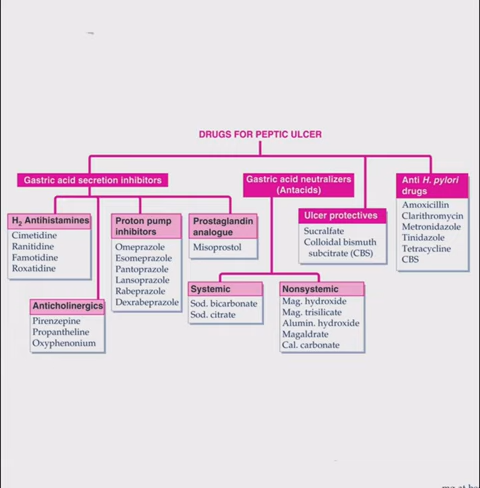 DRUGS FOR PEPTIC ULCER
Gastric acid secretion inhibitors
Gastric acid neutralizers
(Antacids)
Anti H. pylori
drugs
Amoxicillin
Clarithromycin
Metronidazole
Tinidazole
Tetracycline
CBS
Ulcer protectives
Sucralfate
Colloidal bismuth
subcitrate (CBS)
H₂ Antihistamines
Cimetidine
Ranitidine
Famotidine
Roxatidine
Proton pump
inhibitors
Omeprazole
Esomeprazole
Pantoprazole
Lansoprazole
Rabeprazole
Dexrabeprazole
Prostaglandin
analogue
Misoprostol
Anticholinergics
Pirenzepine
Propantheline
Oxyphenonium
Systemic
Sod. bicarbonate
Sod. citrate
Nonsystemic
Mag. hydroxide
Mag. trisilicate
Alumin. hydroxide
Magaldrate
Cal. carbonate